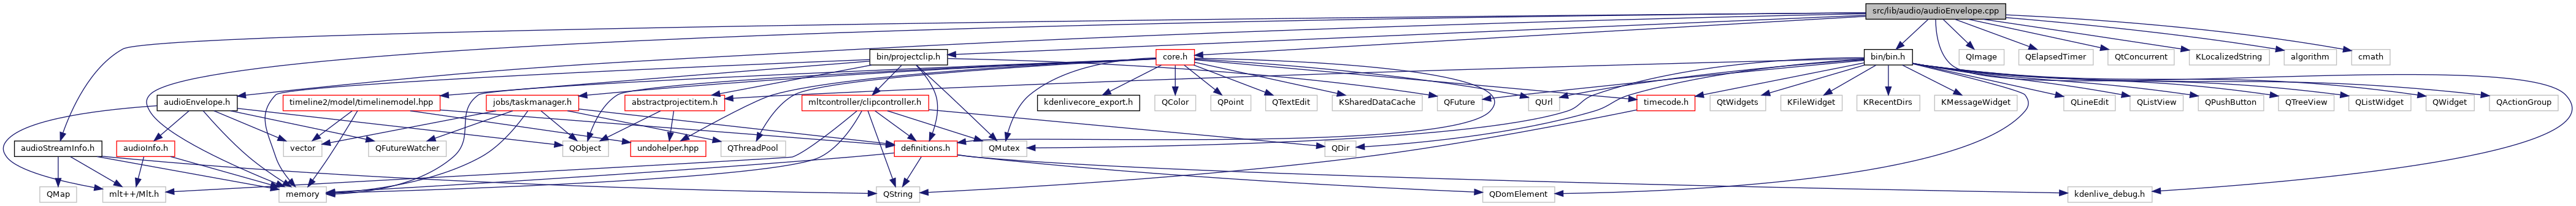 src/lib/audio/audioEnvelope.cpp
bin/projectclip.h
core.h
bin/bin.h
QImage
QElapsedTimer
QtConcurrent
KLocalizedString
algorithm
cmath
audioEnvelope.h
timeline2/model/timelinemodel.hpp
jobs/taskmanager.h
abstractprojectitem.h
mltcontroller/clipcontroller.h
kdenlivecore_export.h
QColor
QPoint
QTextEdit
KSharedDataCache
QFuture
QUrl
timecode.h
QtWidgets
KFileWidget
KRecentDirs
KMessageWidget
QLineEdit
QListView
QPushButton
QTreeView
QListWidget
QWidget
QActionGroup
audioStreamInfo.h
audioInfo.h
vector
QFutureWatcher
QObject
undohelper.hpp
QThreadPool
definitions.h
QMutex
QDir
QMap
mlt++/Mlt.h
memory
QString
QDomElement
kdenlive_debug.h